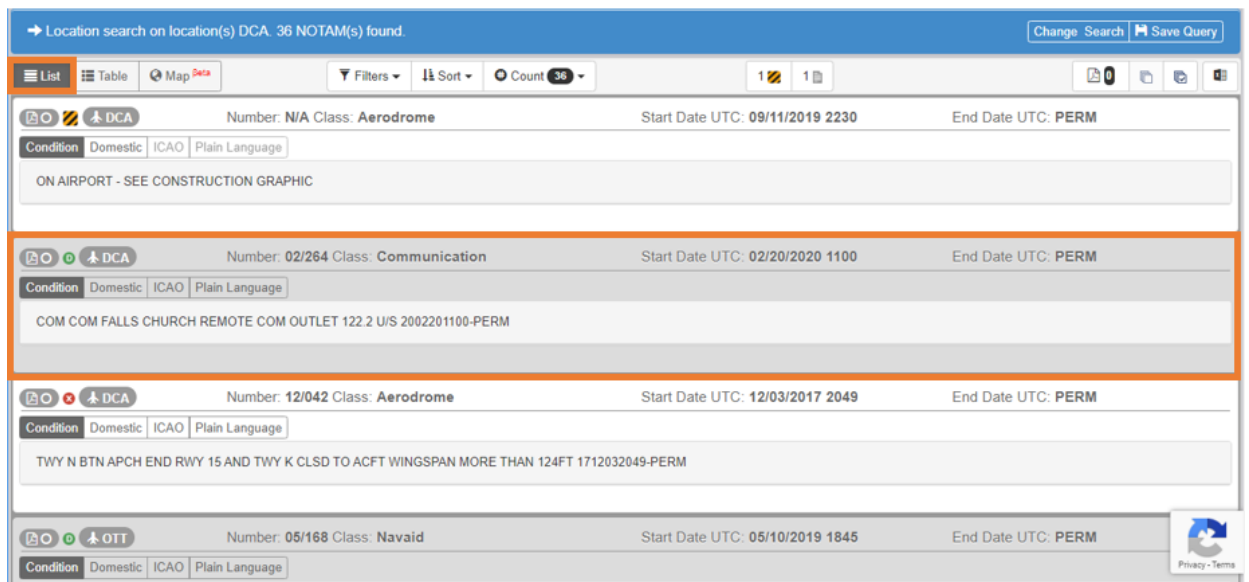 Location search on location(s) DCA. 36 NOTAM(s) found. Change Search Save Query
List Table Map Beta Filters Sort Count 36 1 1 0
DCA Number: N/A Class: Aerodrome Start Date UTC: 09/11/2019 2230 End Date UTC: PERM
Condition Domestic ICAO Plain Language
ON AIRPORT - SEE CONSTRUCTION GRAPHIC
DCA Number: 02/264 Class: Communication Start Date UTC: 02/20/2020 1100 End Date UTC: PERM
Condition Domestic ICAO Plain Language
COM COM FALLS CHURCH REMOTE COM OUTLET 122.2 U/S 2002201100-PERM
DCA Number: 12/042 Class: Aerodrome Start Date UTC: 12/03/2017 2049 End Date UTC: PERM
Condition Domestic ICAO Plain Language
TWY N BTN APCH END RWY 15 AND TWY K CLSD TO ACFT WINGSPAN MORE THAN 124FT 1712032049-PERM
OTT Number: 05/168 Class: Navaid Start Date UTC: 05/10/2019 1845 End Date UTC: PERM
Condition Domestic ICAO Plain Language
Privacy - Terms